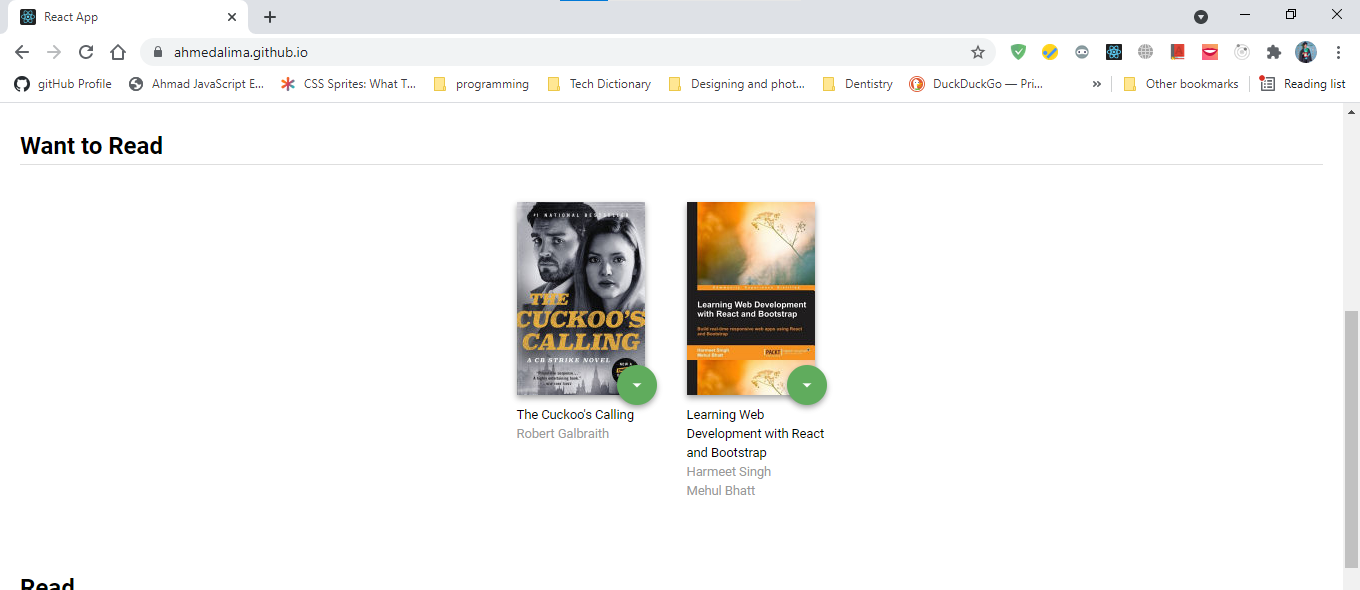 React App
ahmedalima.github.io
gitHub Profile
Ahmad JavaScript E...
CSS Sprites: What T...
programming
Tech Dictionary
Designing and phot...
Dentistry
DuckDuckGo — Pri...
»
Other bookmarks
Reading list
Want to Read
#1 NATIONAL BESTSELLER
THE
CUCKOO'S
CALLING
A CB STRIKE NOVEL
The Cuckoo's Calling
Robert Galbraith
Learning Web Development
with React and Bootstrap
Build real-time responsive web apps using React
and Bootstrap
Harmeet Singh
Mehul Bhatt
PACKT
Learning Web
Development with React
and Bootstrap
Harmeet Singh
Mehul Bhatt
Read